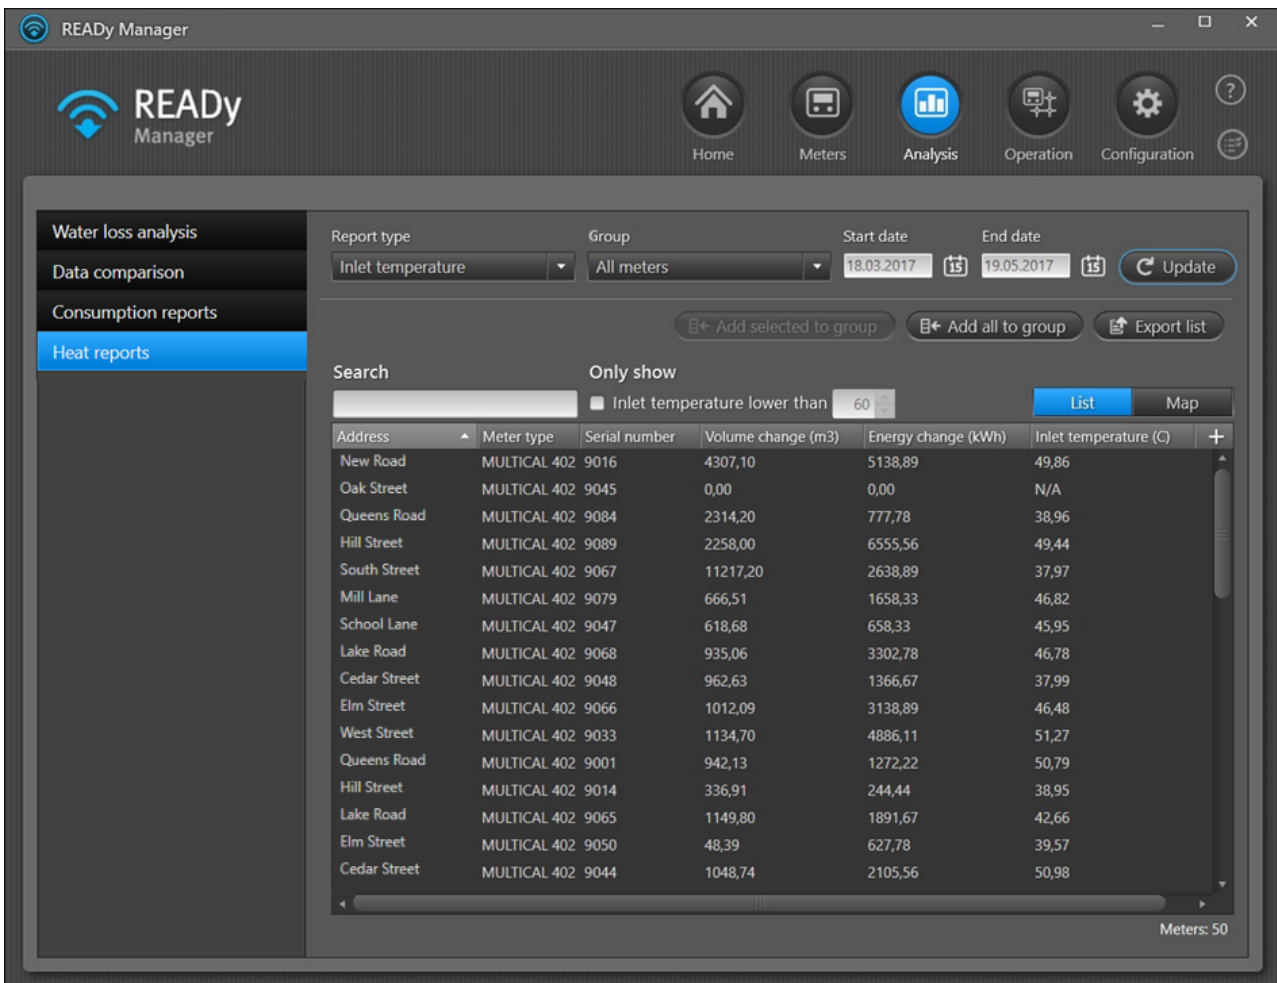 READy Manager
READy
Manager
Home Meters Analysis Operation Configuration
Water loss analysis
Data comparison
Consumption reports
Heat reports
Report type Group Start date End date
Inlet temperature All meters 18.03.2017 15 19.05.2017 15 Update
Add selected to group Add all to group Export list
Search Only show
Inlet temperature lower than 60 List Map
Address Meter type Serial number Volume change (m3) Energy change (kWh) Inlet temperature (C) +
New Road MULTICAL 402 9016 4307,10 5138,89 49,86
Oak Street MULTICAL 402 9045 0,00 0,00 N/A
Queens Road MULTICAL 402 9084 2314,20 777,78 38,96
Hill Street MULTICAL 402 9089 2258,00 6555,56 49,44
South Street MULTICAL 402 9067 11217,20 2638,89 37,97
Mill Lane MULTICAL 402 9079 666,51 1658,33 46,82
School Lane MULTICAL 402 9047 618,68 658,33 45,95
Lake Road MULTICAL 402 9068 935,06 3302,78 46,78
Cedar Street MULTICAL 402 9048 962,63 1366,67 37,99
Elm Street MULTICAL 402 9066 1012,09 3138,89 46,48
West Street MULTICAL 402 9033 1134,70 4886,11 51,27
Queens Road MULTICAL 402 9001 942,13 1272,22 50,79
Hill Street MULTICAL 402 9014 336,91 244,44 38,95
Lake Road MULTICAL 402 9065 1149,80 1891,67 42,66
Elm Street MULTICAL 402 9050 48,39 627,78 39,57
Cedar Street MULTICAL 402 9044 1048,74 2105,56 50,98
Meters: 50